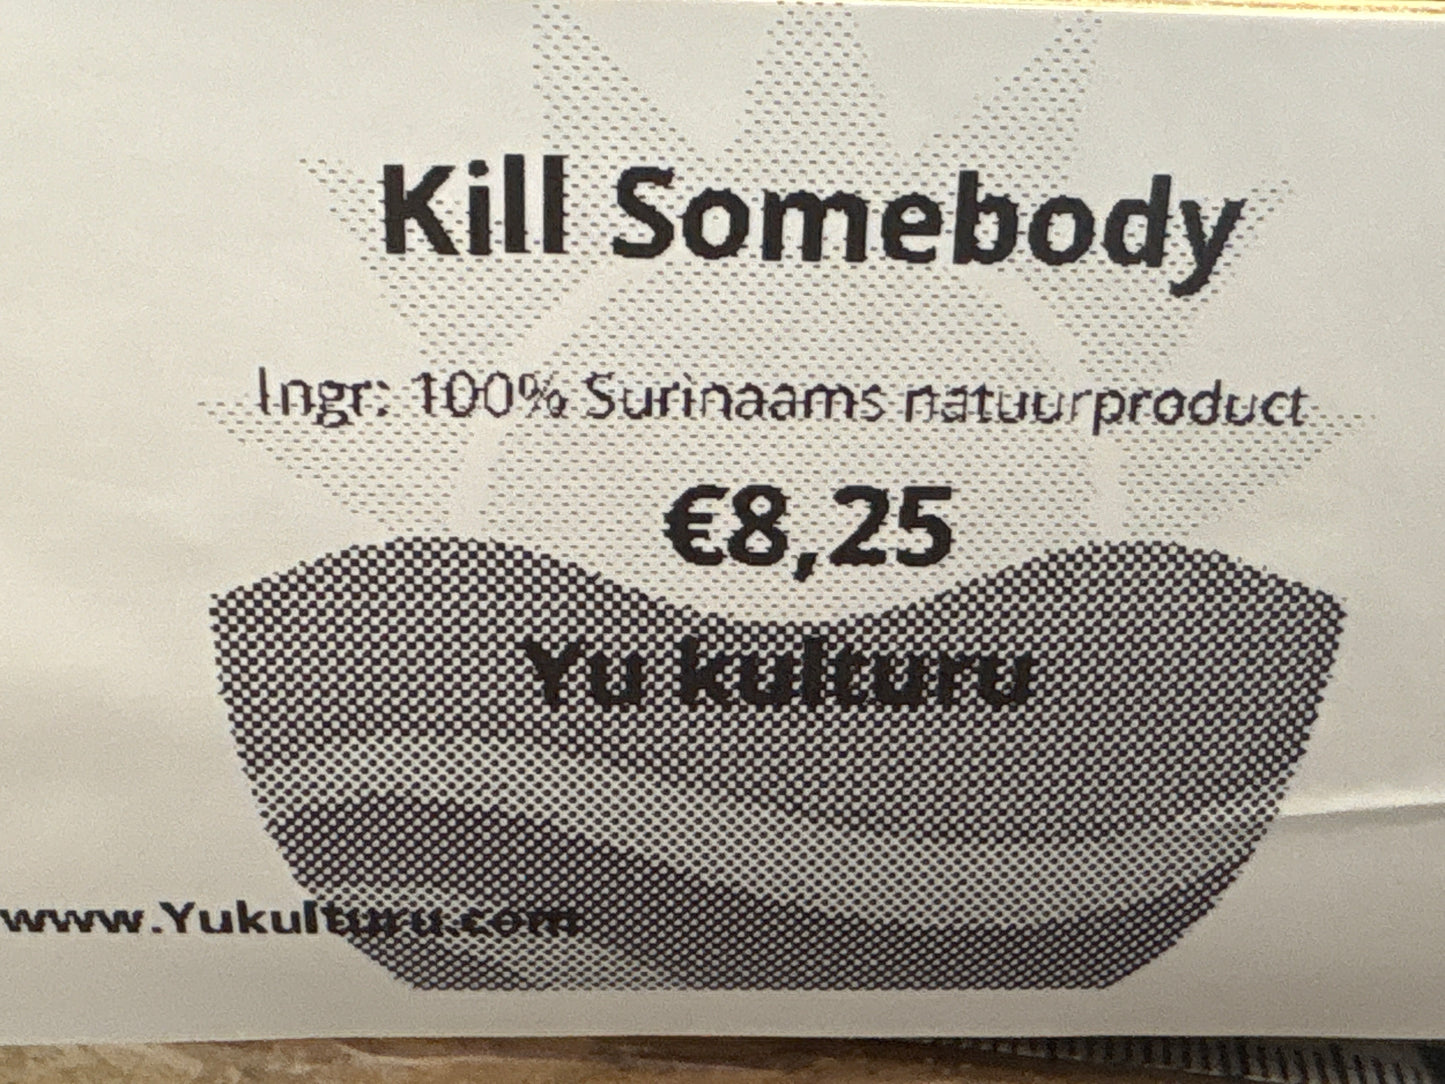 Kill Somebody
Ingr: 100% Surinaams natuurproduct
€8,25
Yu kulturu
www.Yukulturu.com